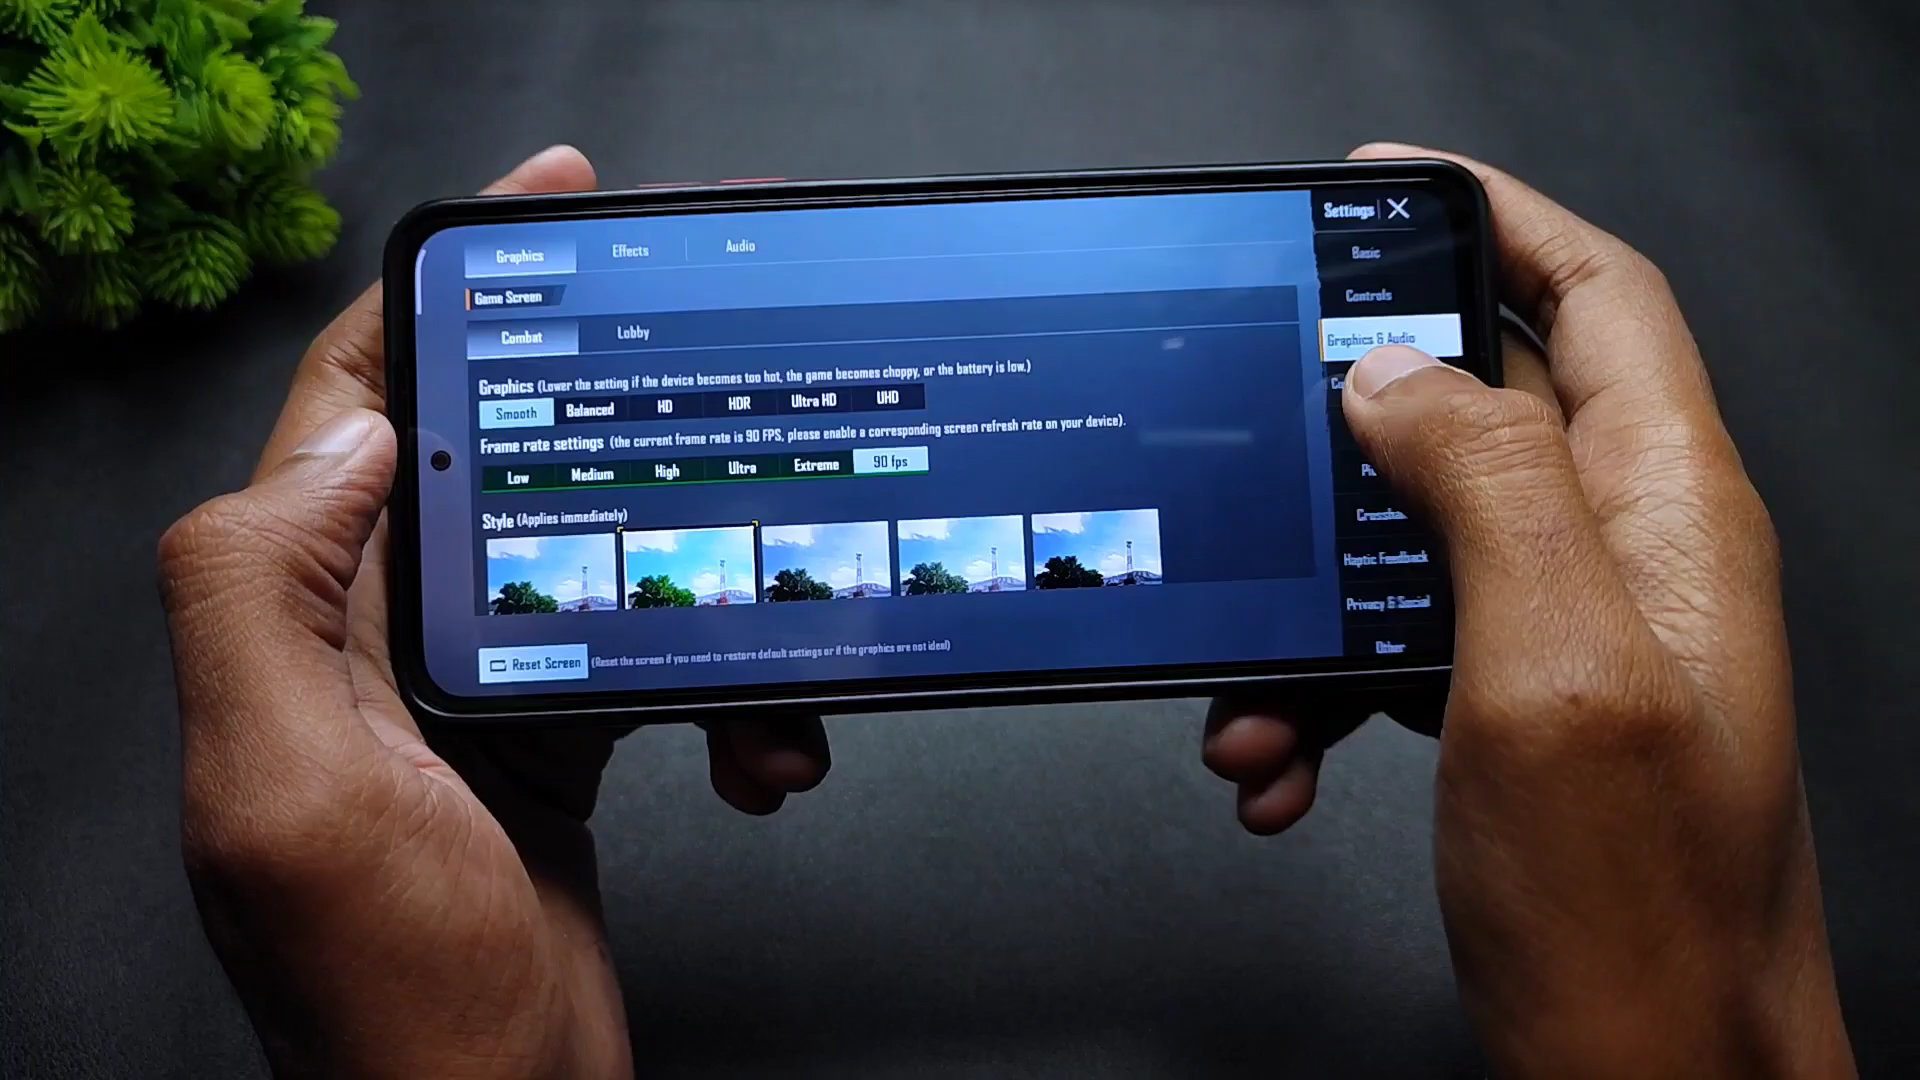 Settings
Graphics
Effects
Audio
Game Screen
Combat
Lobby
Graphics (Lower the setting if the device becomes too hot, the game becomes choppy, or the battery is low.)
Smooth
Balanced
HD
HDR
Ultra HD
UHD
Frame rate settings (the current frame rate is 90 FPS, please enable a corresponding screen refresh rate on your device).
Low
Medium
High
Ultra
Extreme
90 fps
Style (Applies immediately)
Reset Screen
(Reset the screen if you need to restore default settings or if the graphics are not ideal)
Basic
Controls
Graphics & Audio
Haptic Feedback
Privacy & Social
Other